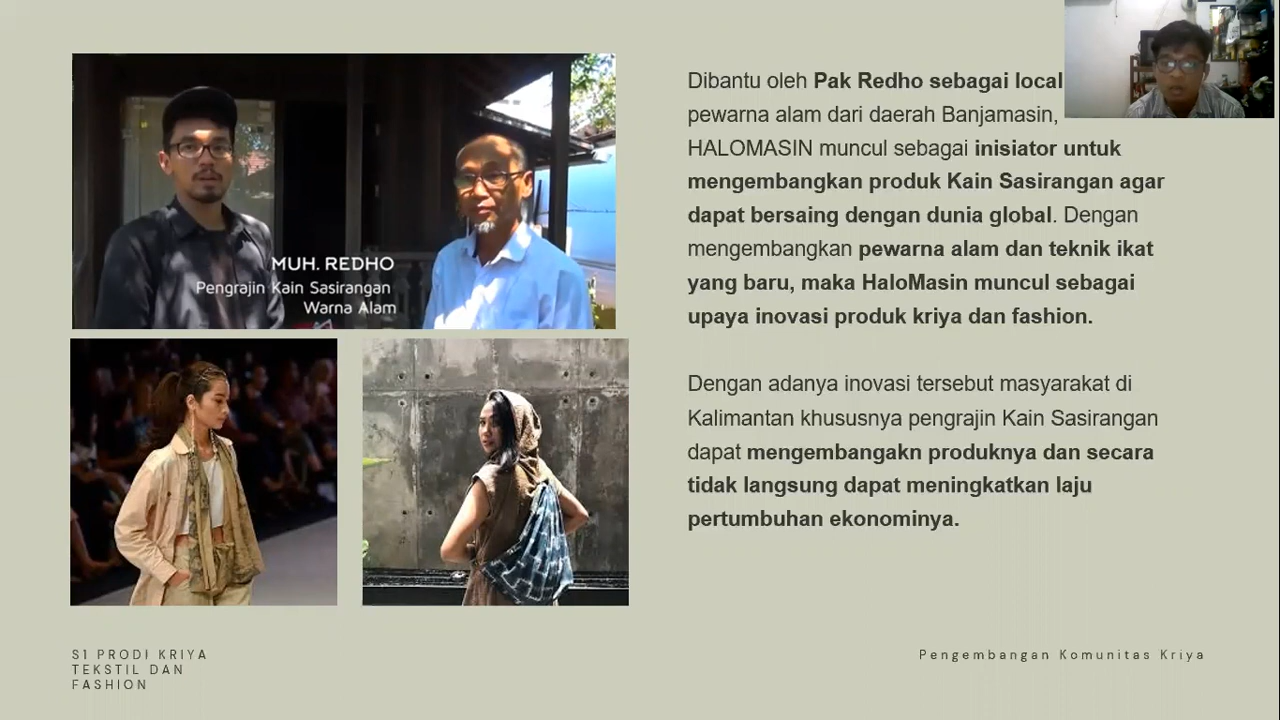 MUH. REDHO
Pengrajin Kain Sasirangan
Warna Alam
Dibantu oleh Pak Redho sebagai local
pewarna alam dari daerah Banjamasin,
HALOMASIN muncul sebagai inisiator untuk
mengembangkan produk Kain Sasirangan agar
dapat bersaing dengan dunia global. Dengan
mengembangkan pewarna alam dan teknik ikat
yang baru, maka HaloMasin muncul sebagai
upaya inovasi produk kriya dan fashion.
Dengan adanya inovasi tersebut masyarakat di
Kalimantan khususnya pengrajin Kain Sasirangan
dapat mengembangakn produknya dan secara
tidak langsung dapat meningkatkan laju
pertumbuhan ekonominya.
S1 PRODI KRIYA
TEKSTIL DAN
FASHION
Pengembangan Komunitas Kriya